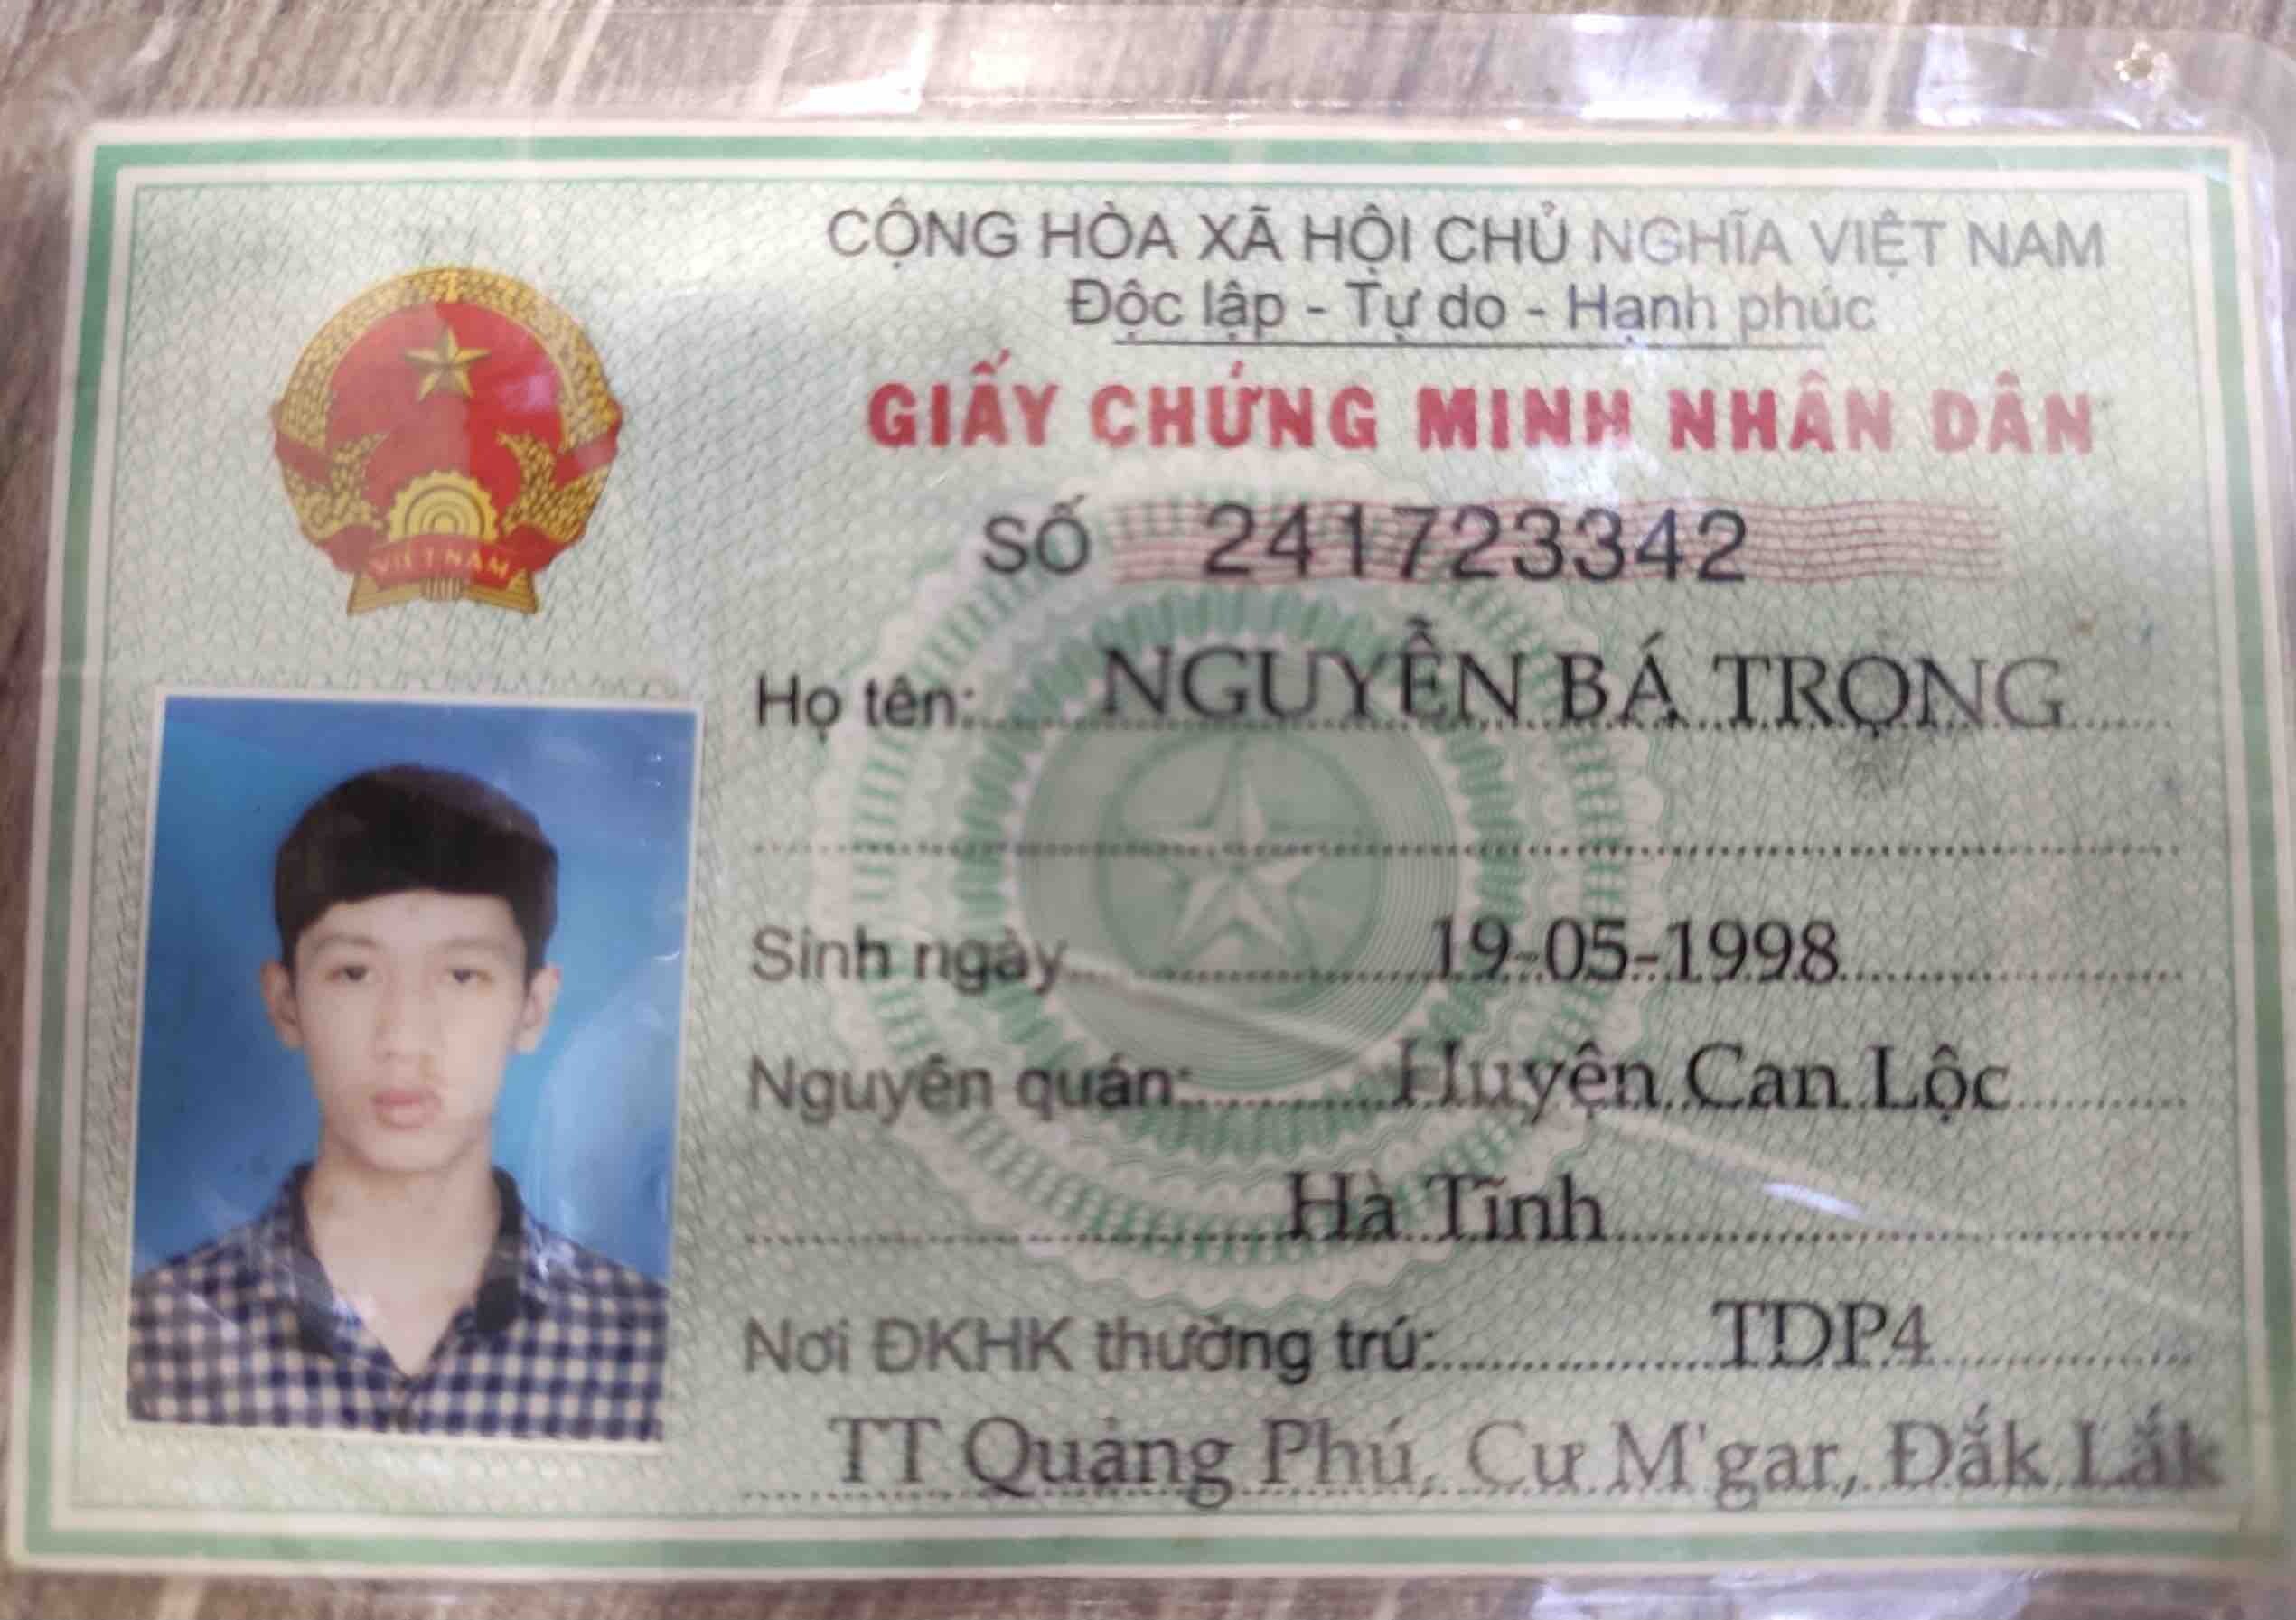 CỘNG HÒA XÃ HỘI CHỦ NGHĨA VIỆT NAM
Độc lập - Tự do - Hạnh phúc
GIẤY CHỨNG MINH NHÂN DÂN
VIỆT NAM
SỐ 241723342
Họ tên: NGUYỄN BÁ TRỌNG
Sinh ngày 19-05-1998
Nguyên quán: Huyện Can Lộc
Hà Tĩnh
Nơi ĐKHK thường trú: TDP4
TT Quảng Phú, Cư M'gar, Đắk Lắk